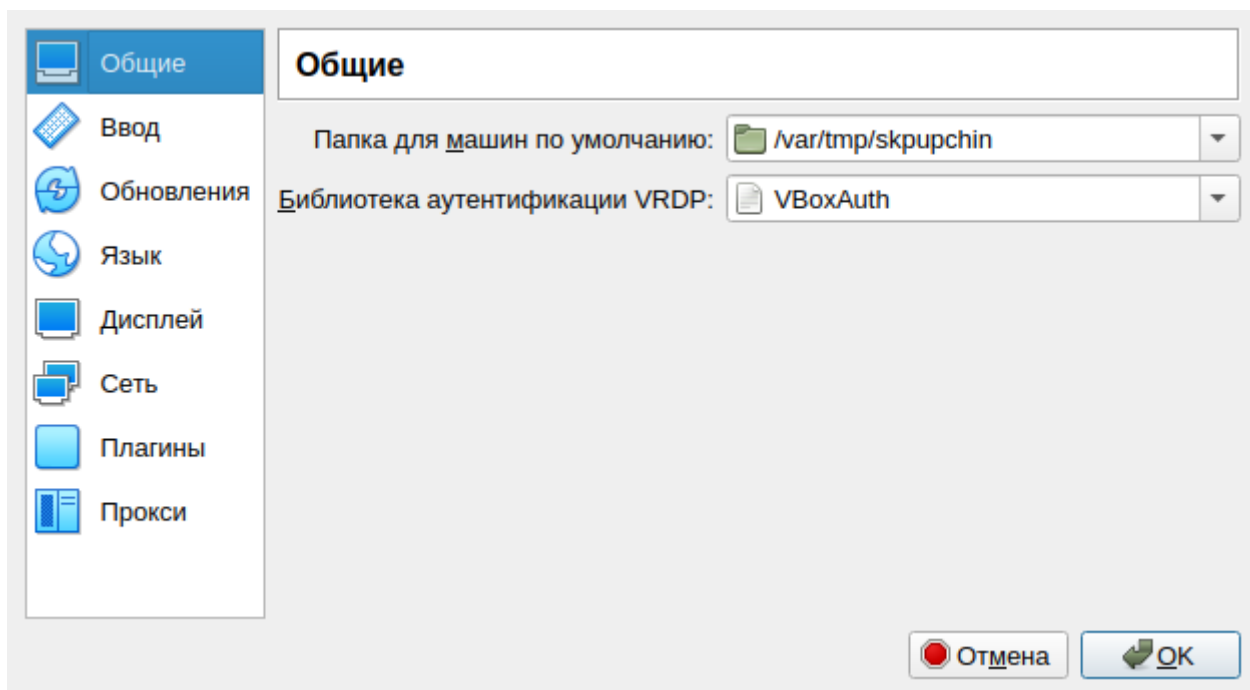 Общие
Ввод
Обновления
Язык
Дисплей
Сеть
Плагины
Прокси
Общие
Папка для машин по умолчанию: /var/tmp/skpupchin
Библиотека аутентификации VRDP: VBoxAuth
Отмена
OK